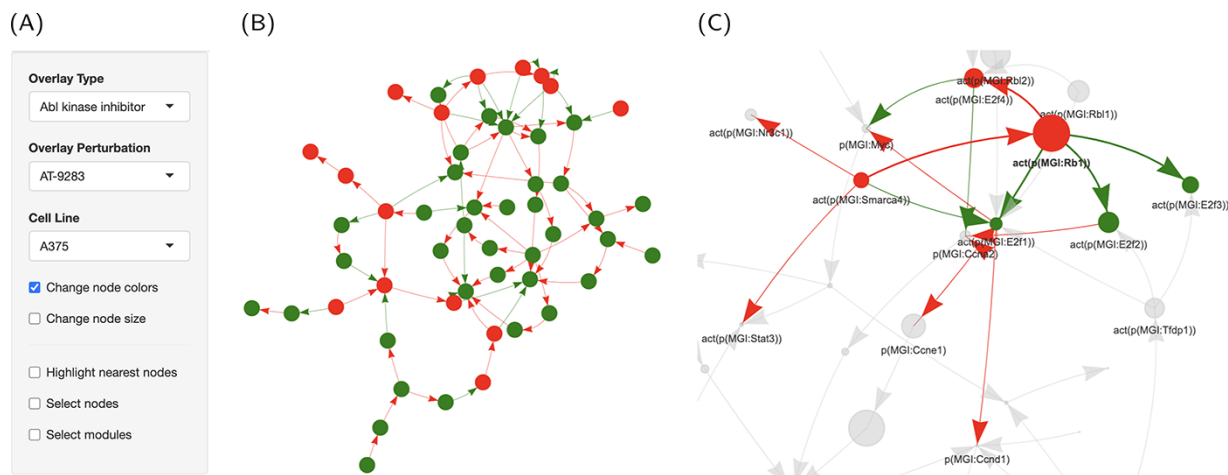 (A)
Overlay Type
Abl kinase inhibitor
Overlay Perturbation
AT-9283
Cell Line
A375
Change node colors
Change node size
Highlight nearest nodes
Select nodes
Select modules
(B)
(C)
act(p(MGI:Rbl2))
act(p(MGI:E2f4))
act(p(MGI:Rbl1))
act(p(MGI:Nr3c1))
p(MGI:Myc)
act(p(MGI:Rb1))
act(p(MGI:Smarca4))
act(p(MGI:E2f3))
act(p(MGI:E2f1))
act(p(MGI:E2f2))
p(MGI:Ccna2)
act(p(MGI:Stat3))
p(MGI:Ccne1)
act(p(MGI:Tfdp1))
p(MGI:Ccnd1)